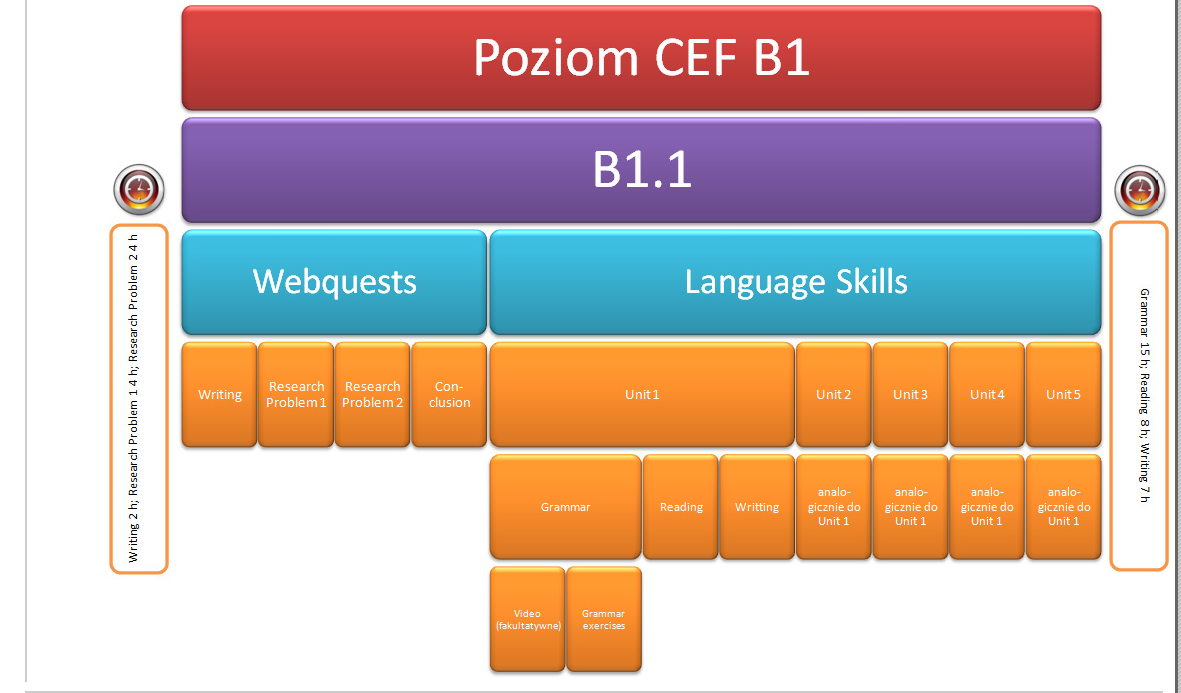 Poziom CEF B1
B1.1
Writing 2 h; Research Problem 1 4 h; Research Problem 2 4 h
Webquests
Language Skills
Grammar 15 h; Reading 8 h; Writing 7 h
Writing
Research
Problem 1
Research
Problem 2
Con-
clusion
Unit 1
Unit 2
Unit 3
Unit 4
Unit 5
Grammar
Reading
Writting
analo-
gicznie do
Unit 1
analo-
gicznie do
Unit 1
analo-
gicznie do
Unit 1
analo-
gicznie do
Unit 1
Video
(fakultatywne)
Grammar
exercises